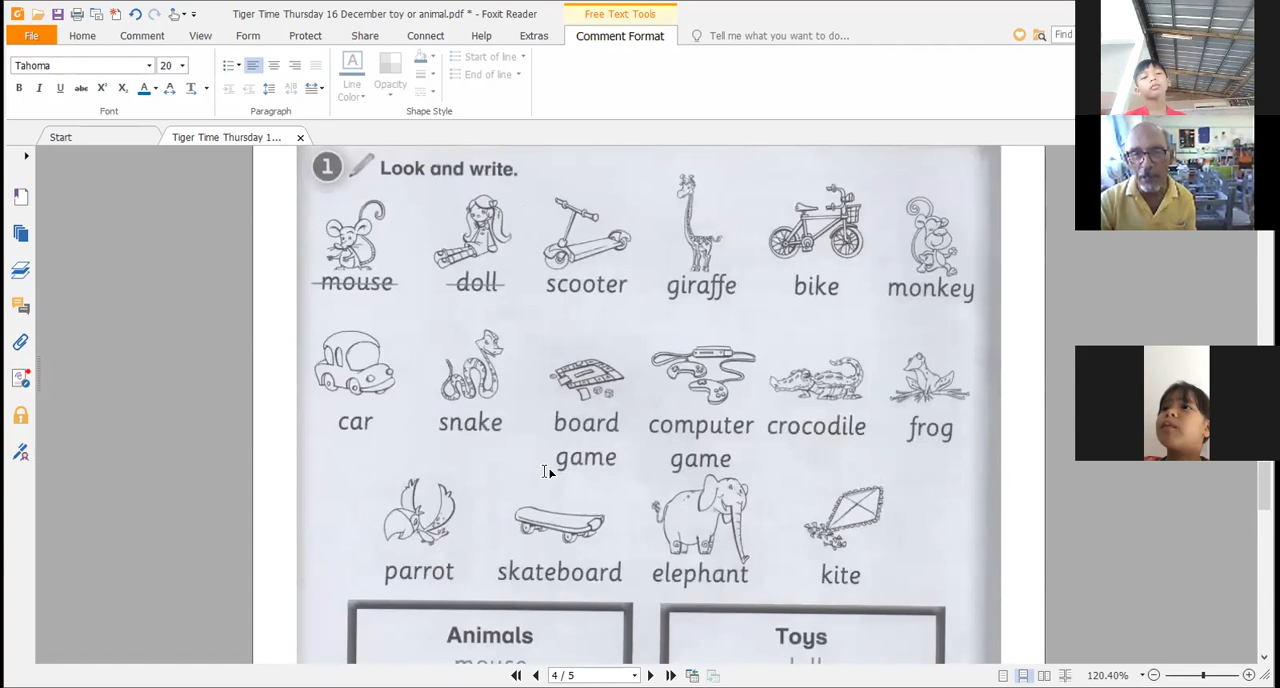 Tiger Time Thursday 16 December toy or animal.pdf * - Foxit Reader
Free Text Tools
File Home Comment View Form Protect Share Connect Extras Help Comment Format Tell me what you want to do... Find
Tahoma 20
Line Color
Opacity
Start of line
End of line
Font Paragraph Shape Style
Start Tiger Time Thursday 1...
1 Look and write.
mouse doll scooter giraffe bike monkey
car snake board game computer game crocodile frog
parrot skateboard elephant kite
Animals Toys
mouse doll
4 / 5
120.40%